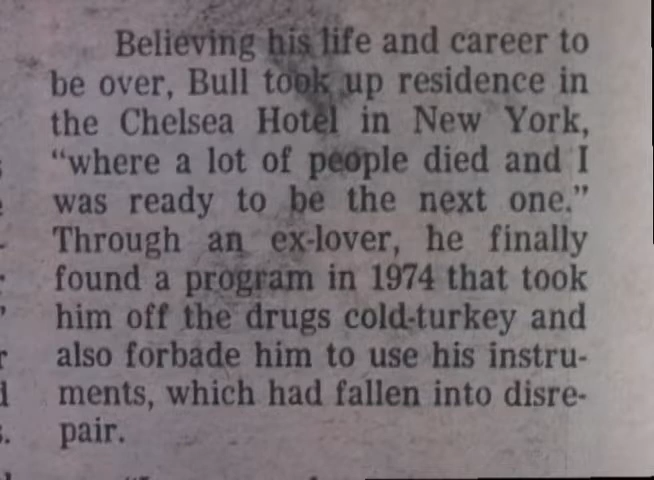 Believing his life and career to
be over, Bull took up residence in
the Chelsea Hotel in New York,
“where a lot of people died and I
was ready to be the next one.”
Through an ex-lover, he finally
found a program in 1974 that took
him off the drugs cold-turkey and
also forbade him to use his instru-
ments, which had fallen into disre-
pair.